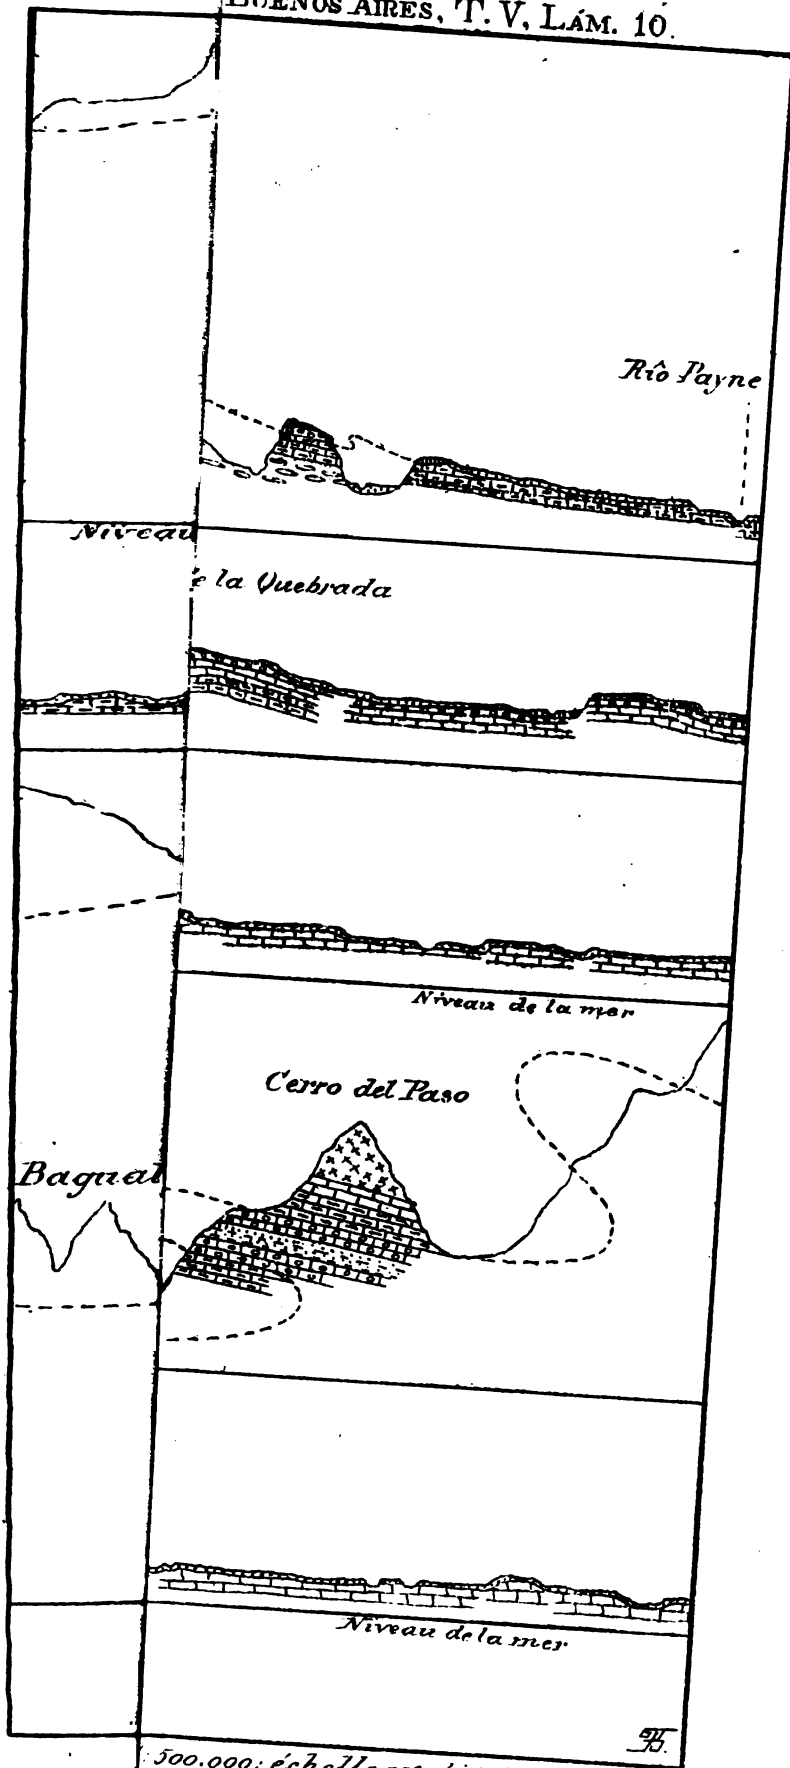 BUENOS AIRES, T. V, LÁM. 10.
Rîo Payne
Niveau
e la Quebrada
Niveau de la mer
Cerro del Paso
Bagual
Niveau de la mer
500.000; échelle